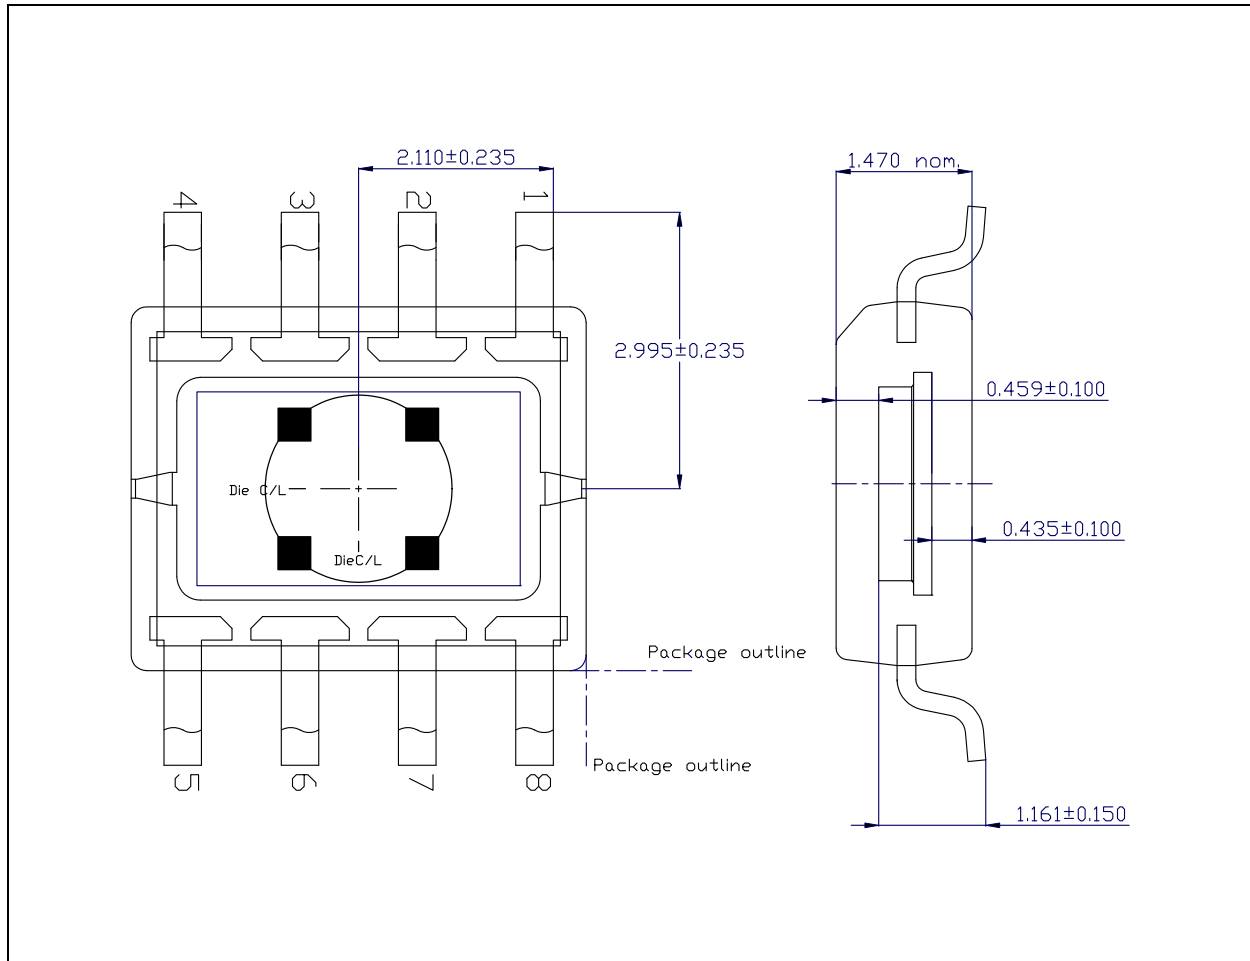 2.110±0.235
1.470 nom.
4
3
2
1
2.995±0.235
0.459±0.100
Die C/L
0.435±0.100
DieC/L
Package outline
Package outline
5
6
7
8
1.161±0.150